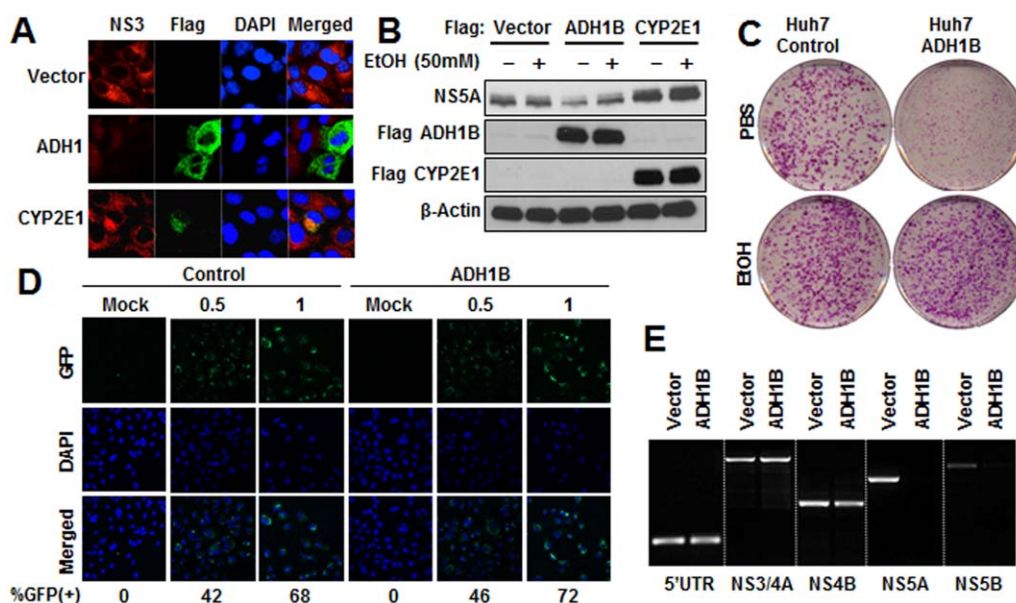 A
NS3 Flag DAPI Merged
Vector
ADH1
CYP2E1
B
Flag: Vector ADH1B CYP2E1
EtOH (50mM) – + – + – +
NS5A
Flag ADH1B
Flag CYP2E1
β-Actin
C
Huh7 Control
Huh7 ADH1B
PBS
EtOH
D
Control ADH1B
Mock 0.5 1 Mock 0.5 1
GFP
DAPI
Merged
%GFP(+) 0 42 68 0 46 72
E
Vector ADH1B Vector ADH1B Vector ADH1B Vector ADH1B Vector ADH1B
5'UTR NS3/4A NS4B NS5A NS5B